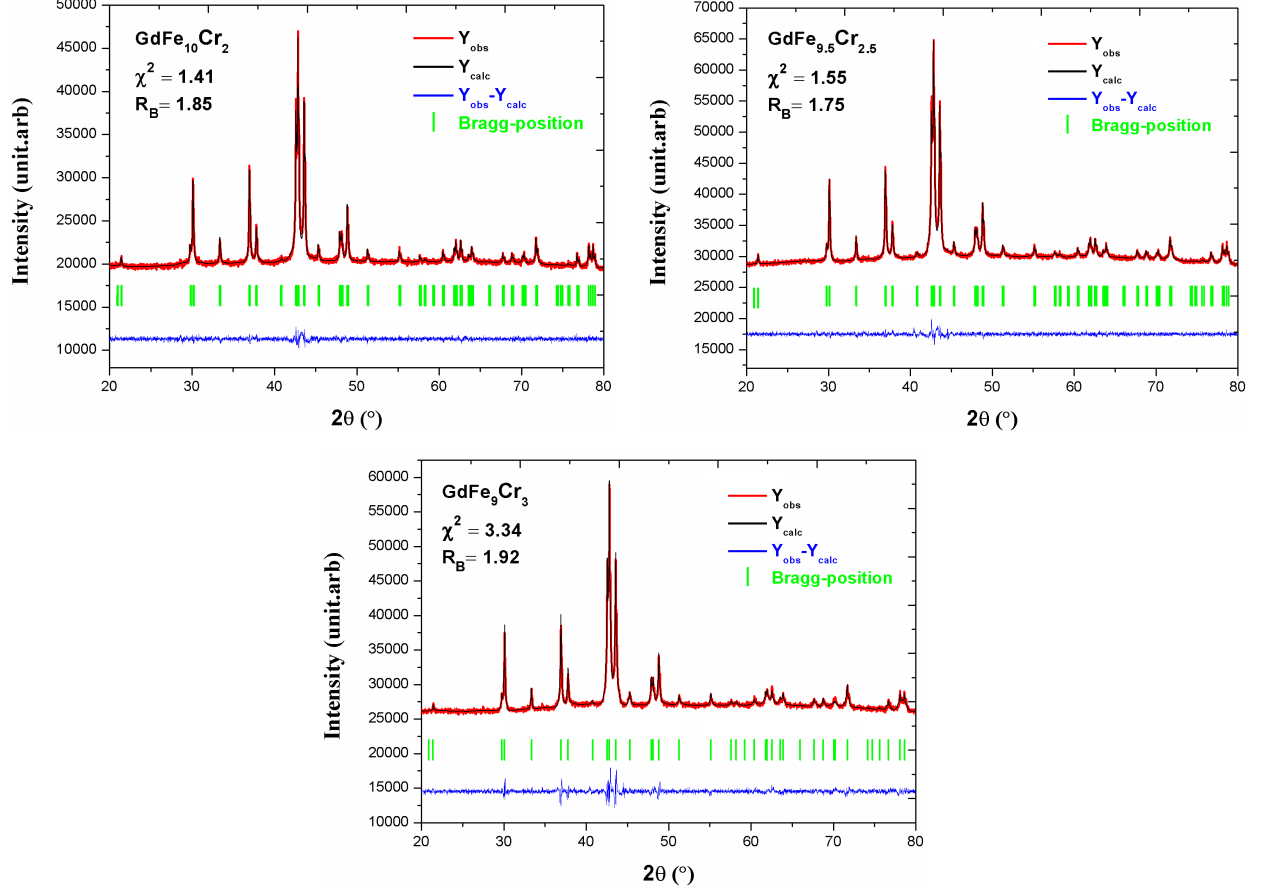 GdFe10Cr2
χ2 = 1.41
RB= 1.85
Yobs
Ycalc
Yobs-Ycalc
Bragg-position
50000
45000
40000
35000
30000
25000
20000
15000
10000
20 30 40 50 60 70 80
Intensity (unit.arb)
2θ (°)
GdFe9.5Cr2.5
χ2 = 1.55
RB= 1.75
Yobs
Ycalc
Yobs-Ycalc
Bragg-position
70000
65000
60000
55000
50000
45000
40000
35000
30000
25000
20000
15000
20 30 40 50 60 70 80
Intensity (unit.arb)
2θ (°)
GdFe9Cr3
χ2 = 3.34
RB= 1.92
Yobs
Ycalc
Yobs-Ycalc
Bragg-position
60000
55000
50000
45000
40000
35000
30000
25000
20000
15000
10000
20 30 40 50 60 70 80
Intensity (unit.arb)
2θ (°)